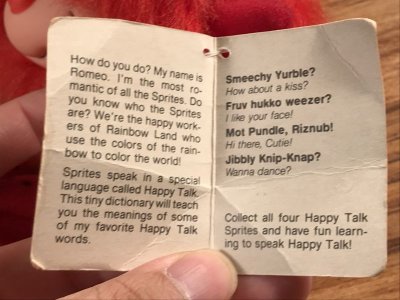 How do you do? My name is
Romeo. I'm the most ro-
mantic of all the Sprites. Do
you know who the Sprites
are? We're the happy work-
ers of Rainbow Land who
use the colors of the rain-
bow to color the world!
Sprites speak in a special
language called Happy Talk.
This tiny dictionary will teach
you the meanings of some
of my favorite Happy Talk
words.
Smeechy Yurble?
How about a kiss?
Fruv hukko weezer?
I like your face!
Mot Pundle, Riznub!
Hi there, Cutie!
Jibbly Knip-Knap?
Wanna dance?
Collect all four Happy Talk
Sprites and have fun learn-
ing to speak Happy Talk!